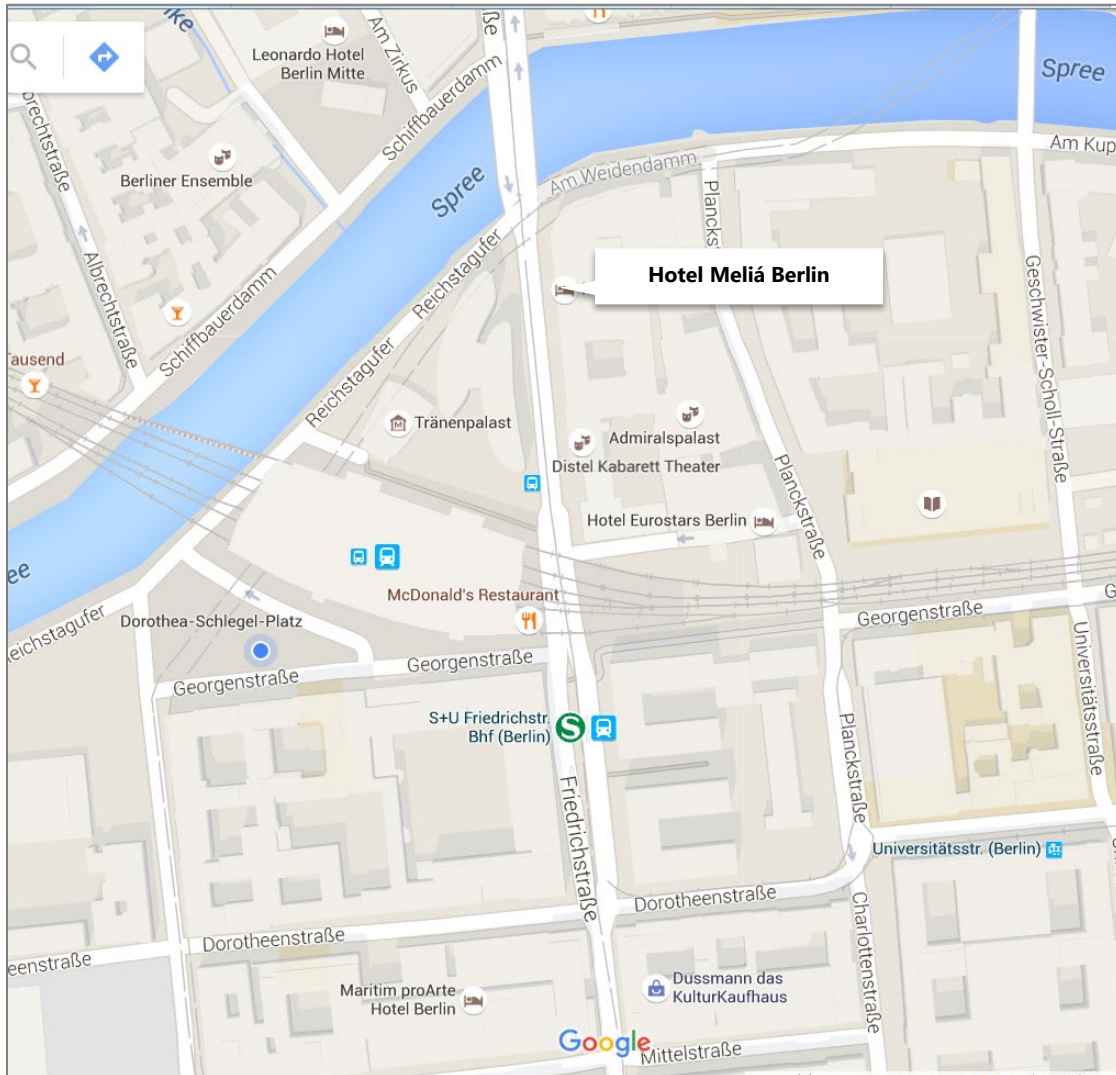 Leonardo Hotel
Berlin Mitte
Am Zirkus
Schiffbauerdamm
Spree
Am Kup
Berliner Ensemble
Spree
Am Weidendamm
Planckst
Albrechtstraße
Reichstagufer
Hotel Meliá Berlin
Geschwister-Scholl-Straße
Schiffbauerdamm
Tausend
Reichstagufer
Tränenpalast
Admiralspalast
Distel Kabarett Theater
Planckstraße
Hotel Eurostars Berlin
McDonald's Restaurant
Dorothea-Schlegel-Platz
Georgenstraße
Georgenstraße
Georgenstraße
Universitätsstraße
S+U Friedrichstr.
Bhf (Berlin)
S
Planckstraße
Friedrichstraße
Universitätsstr. (Berlin)
Dorotheenstraße
Dorotheenstraße
eenstraße
Charlottenstraße
Maritim proArte
Hotel Berlin
Dussmann das
KulturKaufhaus
Google
Mittelstraße